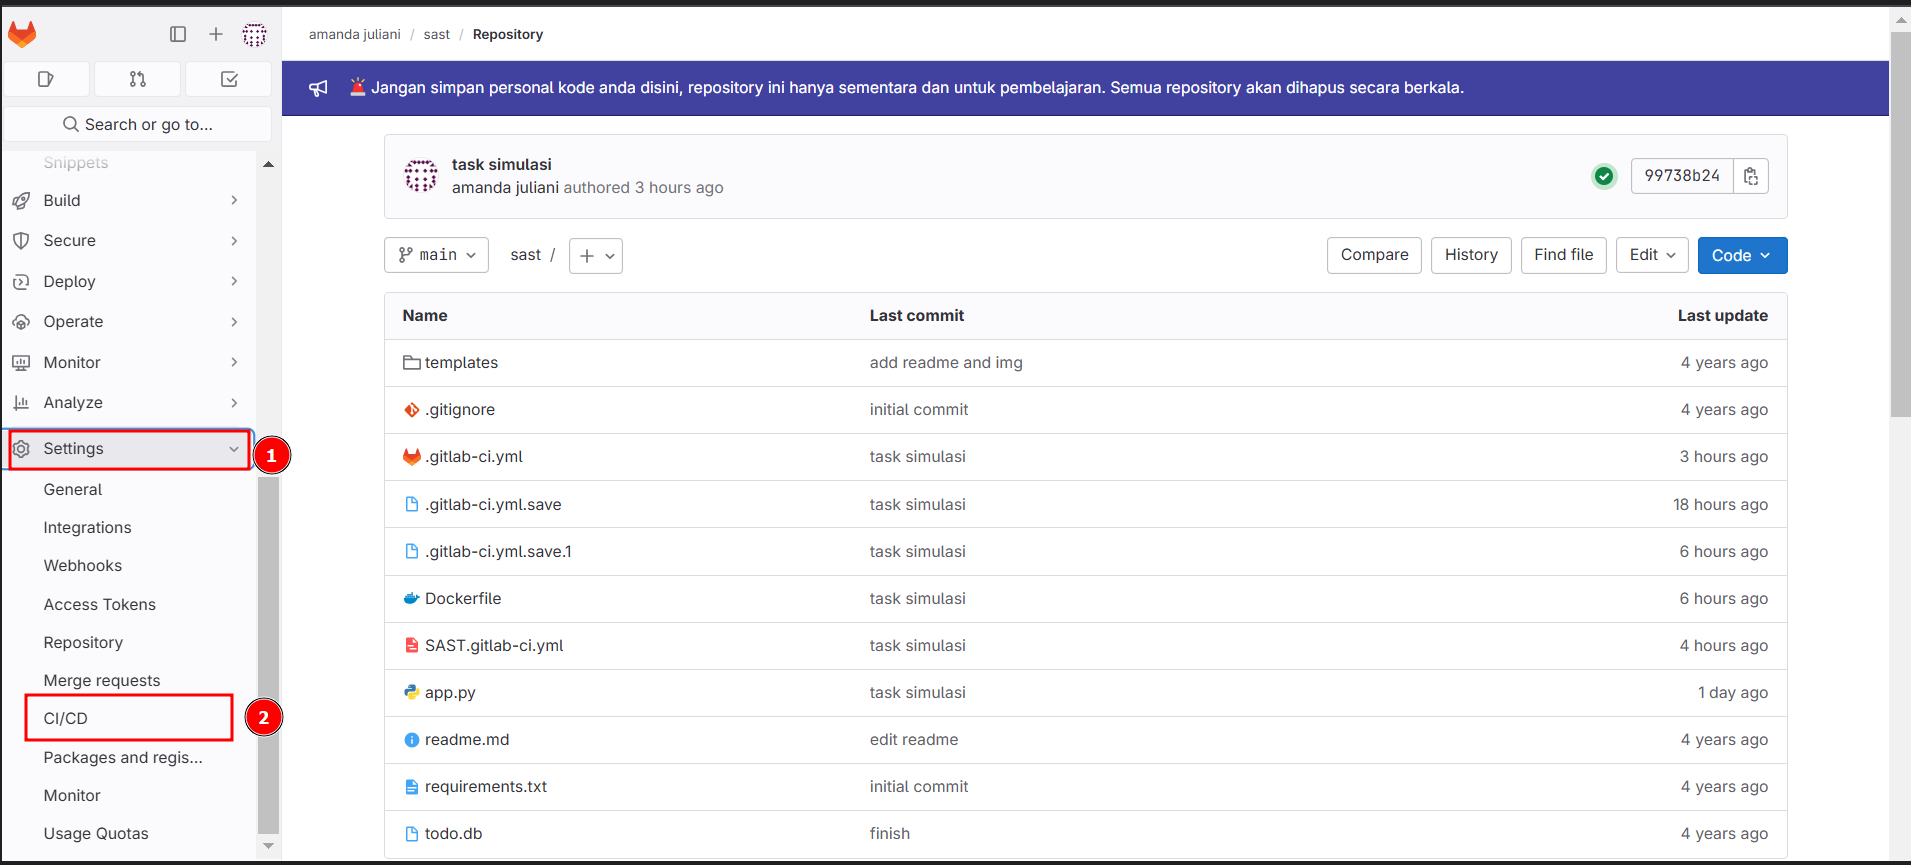 amanda juliani / sast / Repository
Search or go to...
Snippets
Build
Secure
Deploy
Operate
Monitor
Analyze
Settings
1
General
Integrations
Webhooks
Access Tokens
Repository
Merge requests
CI/CD
2
Packages and regis...
Monitor
Usage Quotas
Jangan simpan personal kode anda disini, repository ini hanya sementara dan untuk pembelajaran. Semua repository akan dihapus secara berkala.
task simulasi
amanda juliani authored 3 hours ago
99738b24
main
sast /
Compare
History
Find file
Edit
Code
Name Last commit Last update
templates add readme and img 4 years ago
.gitignore initial commit 4 years ago
.gitlab-ci.yml task simulasi 3 hours ago
.gitlab-ci.yml.save task simulasi 18 hours ago
.gitlab-ci.yml.save.1 task simulasi 6 hours ago
Dockerfile task simulasi 6 hours ago
SAST.gitlab-ci.yml task simulasi 4 hours ago
app.py task simulasi 1 day ago
readme.md edit readme 4 years ago
requirements.txt initial commit 4 years ago
todo.db finish 4 years ago